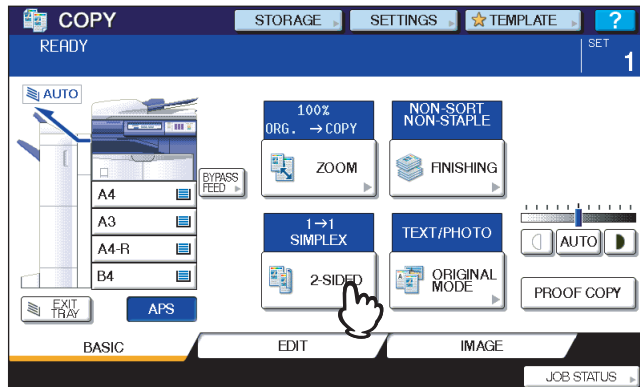 COPY
STORAGE
SETTINGS
TEMPLATE
?
READY
SET
1
AUTO
100%
ORG. →COPY
ZOOM
NON-SORT
NON-STAPLE
FINISHING
BYPASS
FEED
A4
A3
A4-R
B4
1→1
SIMPLEX
2-SIDED
TEXT/PHOTO
ORIGINAL
MODE
AUTO
PROOF COPY
EXIT
TRAY
APS
BASIC
EDIT
IMAGE
JOB STATUS